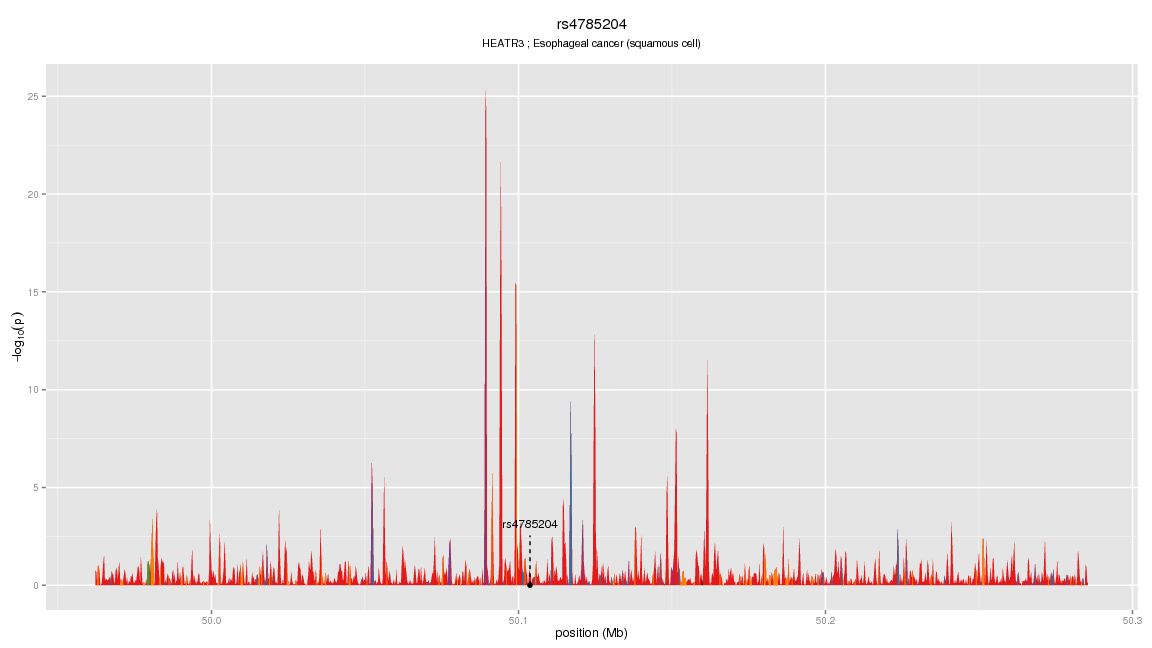 rs4785204
HEATR3 ; Esophageal cancer (squamous cell)
25
20
15
10
5
0
−log10(p)
rs4785204
50.0
50.1
50.2
50.3
position (Mb)